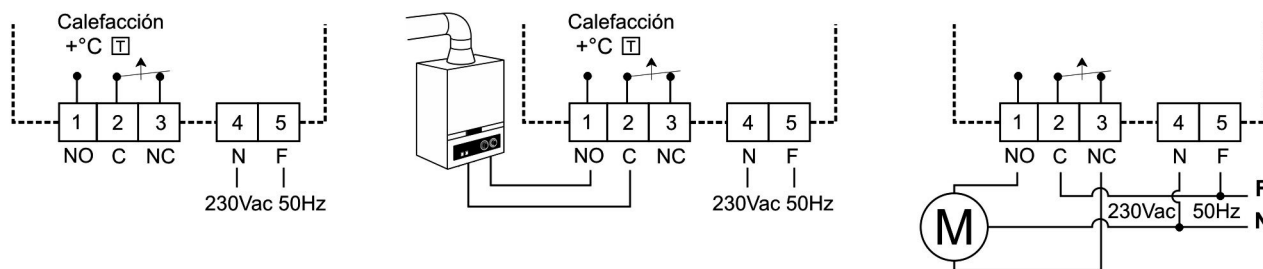 Calefacción
+°C T
1 2 3 4 5
NO C NC N F
230Vac 50Hz
Calefacción
+°C T
1 2 3 4 5
NO C NC N F
230Vac 50Hz
1 2 3 4 5
NO C NC N F
F
230Vac 50Hz
N
M